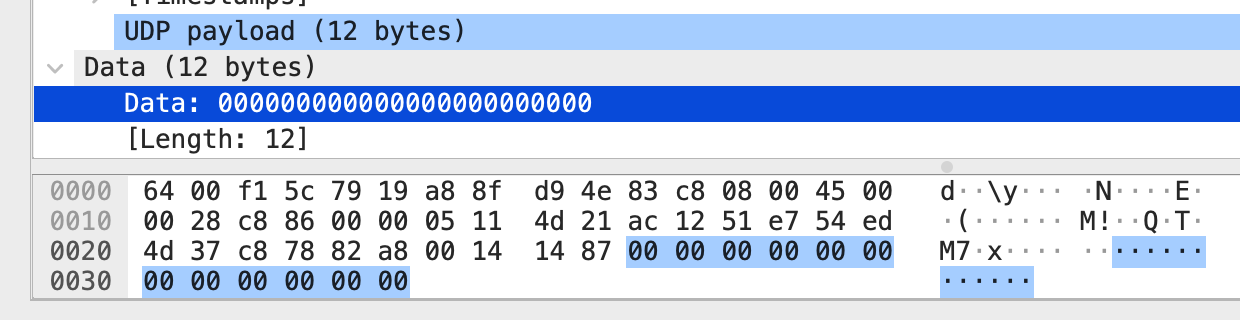 [Timestamps]
UDP payload (12 bytes)
Data (12 bytes)
Data: 000000000000000000000000
[Length: 12]
0000 64 00 f1 5c 79 19 a8 8f d9 4e 83 c8 08 00 45 00 d··\y··· ·N····E·
0010 00 28 c8 86 00 00 05 11 4d 21 ac 12 51 e7 54 ed ·(······ M!··Q·T·
0020 4d 37 c8 78 82 a8 00 14 14 87 00 00 00 00 00 00 M7·x···· ········
0030 00 00 00 00 00 00 ······